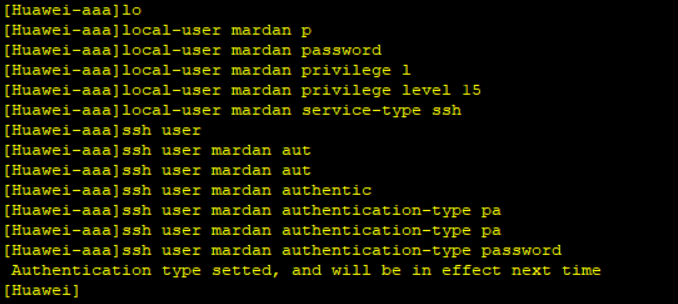 [Huawei-aaa]lo
[Huawei-aaa]local-user mardan p
[Huawei-aaa]local-user mardan password
[Huawei-aaa]local-user mardan privilege l
[Huawei-aaa]local-user mardan privilege level 15
[Huawei-aaa]local-user mardan service-type ssh
[Huawei-aaa]ssh user
[Huawei-aaa]ssh user mardan aut
[Huawei-aaa]ssh user mardan aut
[Huawei-aaa]ssh user mardan authentic
[Huawei-aaa]ssh user mardan authentication-type pa
[Huawei-aaa]ssh user mardan authentication-type pa
[Huawei-aaa]ssh user mardan authentication-type password
Authentication type setted, and will be in effect next time
[Huawei]